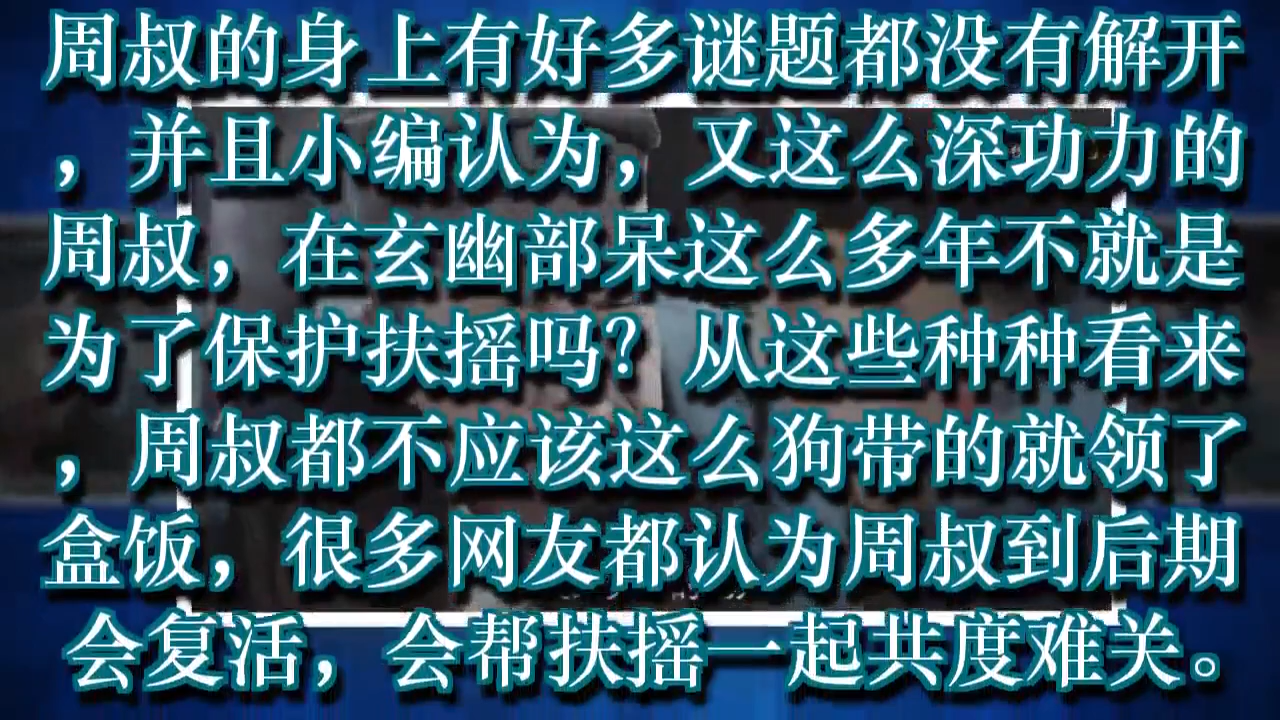 周叔的身上有好多谜题都没有解开
，并且小编认为，又这么深功力的
周叔，在玄幽部呆这么多年不就是
为了保护扶摇吗？从这些种种看来
，周叔都不应该这么狗带的就领了
盒饭，很多网友都认为周叔到后期
会复活，会帮扶摇一起共度难关。